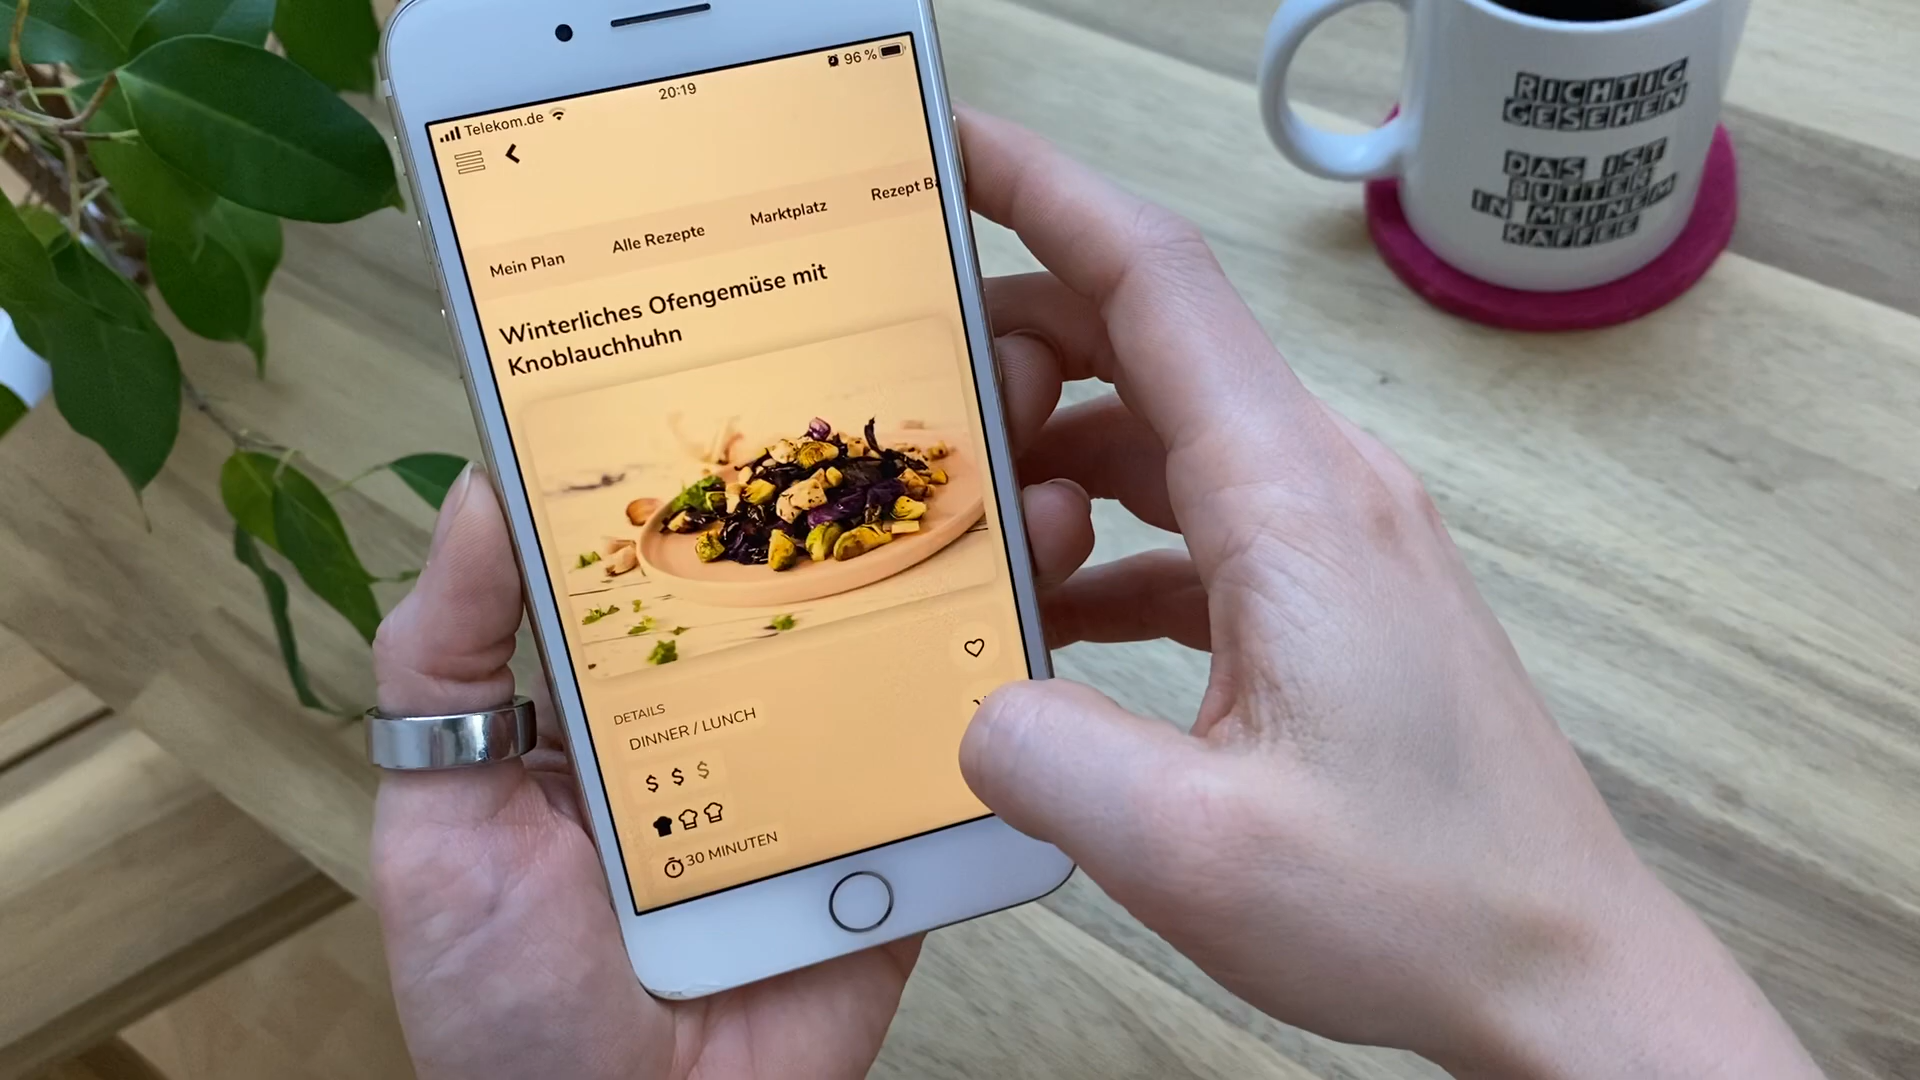 Telekom.de
20:19
96 %
Mein Plan
Alle Rezepte
Marktplatz
Rezept
Winterliches Ofengemüse mit
Knoblauchhuhn
DETAILS
DINNER / LUNCH
$ $ $
30 MINUTEN
RICHTIG
GESEHEN
DAS IST
BUTTER
IN MEINEM
KAFFEE